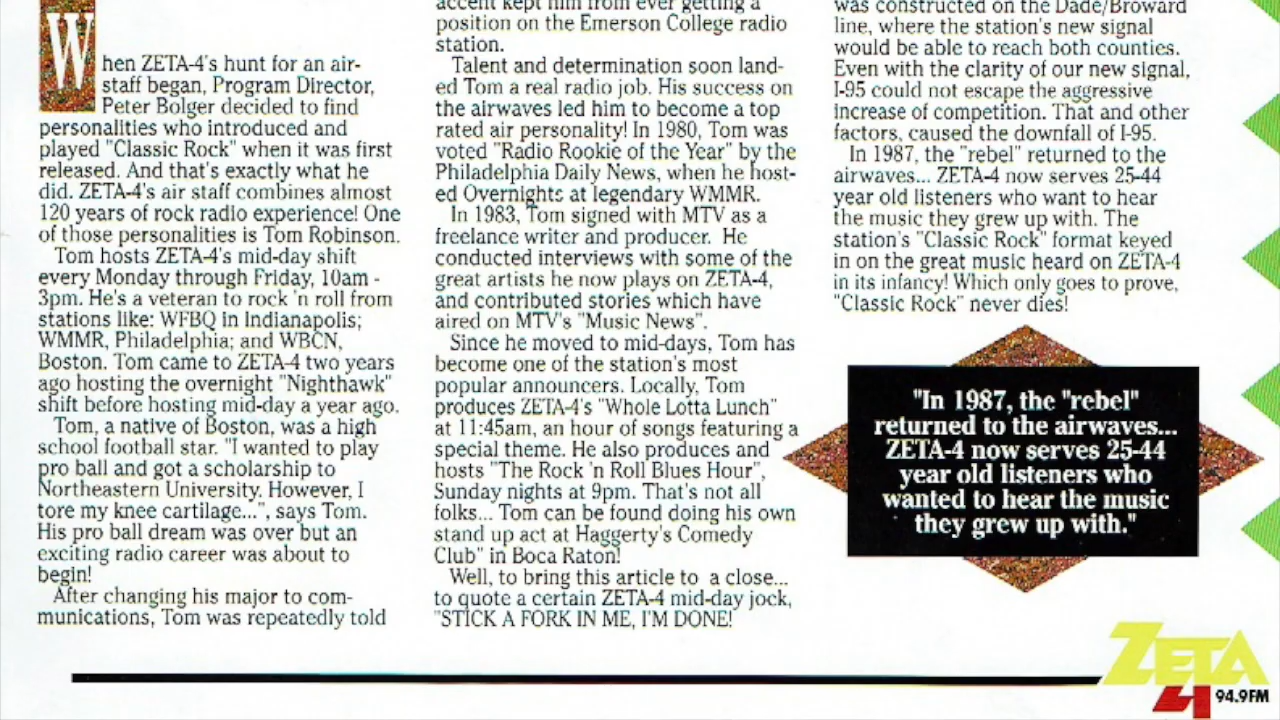 When ZETA-4's hunt for an air-
staff began, Program Director,
Peter Bolger decided to find
personalities who introduced and
played "Classic Rock" when it was first
released. And that's exactly what he
did. ZETA-4's air staff combines almost
120 years of rock radio experience! One
of those personalities is Tom Robinson.
Tom hosts ZETA-4's mid-day shift
every Monday through Friday, 10am -
3pm. He's a veteran to rock 'n roll from
stations like: WFBQ in Indianapolis;
WMMR, Philadelphia; and WBCN,
Boston. Tom came to ZETA-4 two years
ago hosting the overnight "Nighthawk"
shift before hosting mid-day a year ago.
Tom, a native of Boston, was a high
school football star. "I wanted to play
pro ball and got a scholarship to
Northeastern University. However, I
tore my knee cartilage...", says Tom.
His pro ball dream was over but an
exciting radio career was about to
begin!
After changing his major to com-
munications, Tom was repeatedly told
accent kept him from ever getting a
position on the Emerson College radio
station.
Talent and determination soon land-
ed Tom a real radio job. His success on
the airwaves led him to become a top
rated air personality! In 1980, Tom was
voted "Radio Rookie of the Year" by the
Philadelphia Daily News, when he host-
ed Overnights at legendary WMMR.
In 1983, Tom signed with MTV as a
freelance writer and producer. He
conducted interviews with some of the
great artists he now plays on ZETA-4,
and contributed stories which have
aired on MTV's "Music News".
Since he moved to mid-days, Tom has
become one of the station's most
popular announcers. Locally, Tom
produces ZETA-4's "Whole Lotta Lunch"
at 11:45am, an hour of songs featuring a
special theme. He also produces and
hosts "The Rock 'n Roll Blues Hour",
Sunday nights at 9pm. That's not all
folks... Tom can be found doing his own
stand up act at Haggerty's Comedy
Club" in Boca Raton!
Well, to bring this article to a close...
to quote a certain ZETA-4 mid-day jock,
"STICK A FORK IN ME, I'M DONE!
was constructed on the Dade/Broward
line, where the station's new signal
would be able to reach both counties.
Even with the clarity of our new signal,
I-95 could not escape the aggressive
increase of competition. That and other
factors, caused the downfall of I-95.
In 1987, the "rebel" returned to the
airwaves... ZETA-4 now serves 25-44
year old listeners who want to hear
the music they grew up with. The
station's "Classic Rock" format keyed
in on the great music heard on ZETA-4
in its infancy! Which only goes to prove,
"Classic Rock" never dies!
"In 1987, the "rebel"
returned to the airwaves...
ZETA-4 now serves 25-44
year old listeners who
wanted to hear the music
they grew up with."
ZETA
4 94.9FM